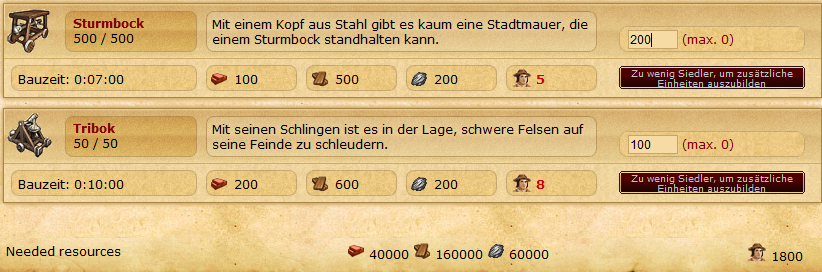 Sturmbock
500 / 500
Mit einem Kopf aus Stahl gibt es kaum eine Stadtmauer, die
einem Sturmbock standhalten kann.
200 (max. 0)
Bauzeit: 0:07:00 100 500 200 5
Zu wenig Siedler, um zusätzliche
Einheiten auszubilden
Tribok
50 / 50
Mit seinen Schlingen ist es in der Lage, schwere Felsen auf
seine Feinde zu schleudern.
100 (max. 0)
Bauzeit: 0:10:00 200 600 200 8
Zu wenig Siedler, um zusätzliche
Einheiten auszubilden
Needed resources 40000 160000 60000 1800